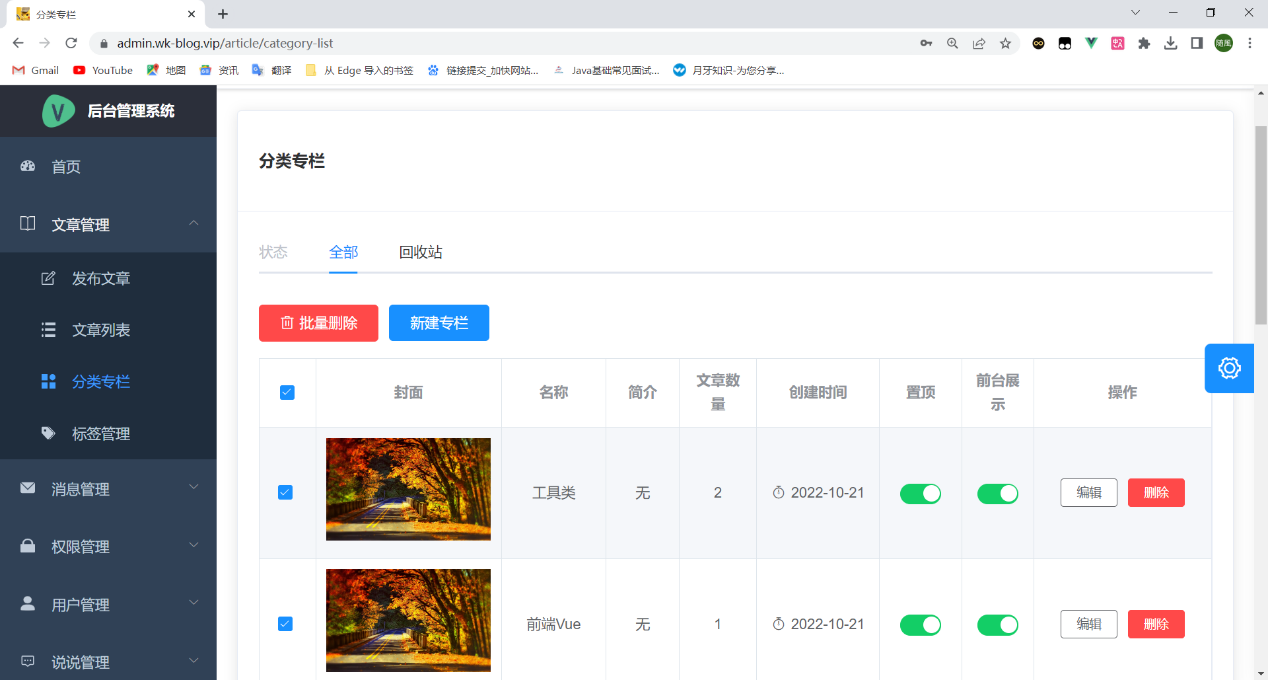 分类专栏
admin.wk-blog.vip/article/category-list
随風
Gmail YouTube 地图 资讯 翻译 从 Edge 导入的书签 链接提交_加快网站... Java基础常见面试... 月牙知识-为您分享...
V 后台管理系统
首页
文章管理
发布文章
文章列表
分类专栏
标签管理
消息管理
权限管理
用户管理
说说管理
分类专栏
状态 全部 回收站
批量删除 新建专栏
封面 名称 简介 文章数量 创建时间 置顶 前台展示 操作
工具类 无 2 2022-10-21 编辑 删除
前端Vue 无 1 2022-10-21 编辑 删除